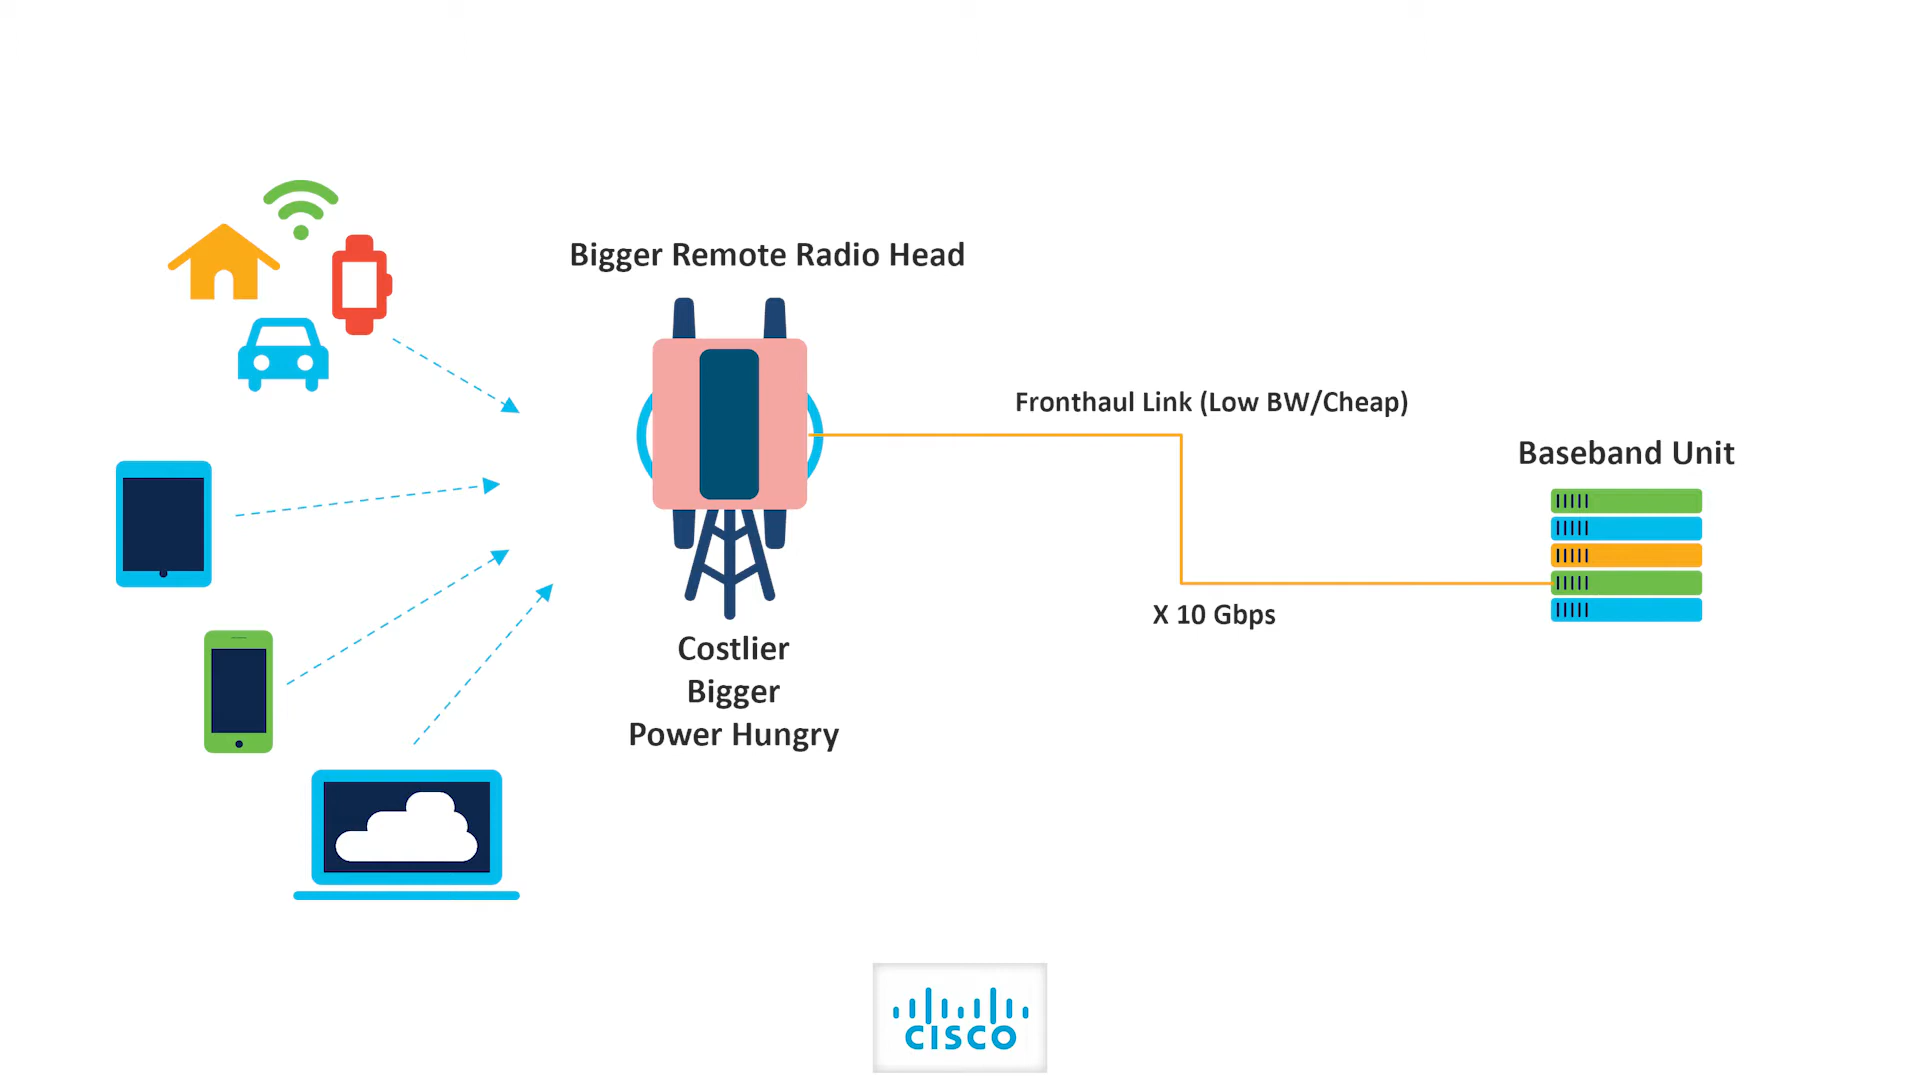 Bigger Remote Radio Head
Fronthaul Link (Low BW/Cheap)
Baseband Unit
X 10 Gbps
Costlier
Bigger
Power Hungry
CISCO